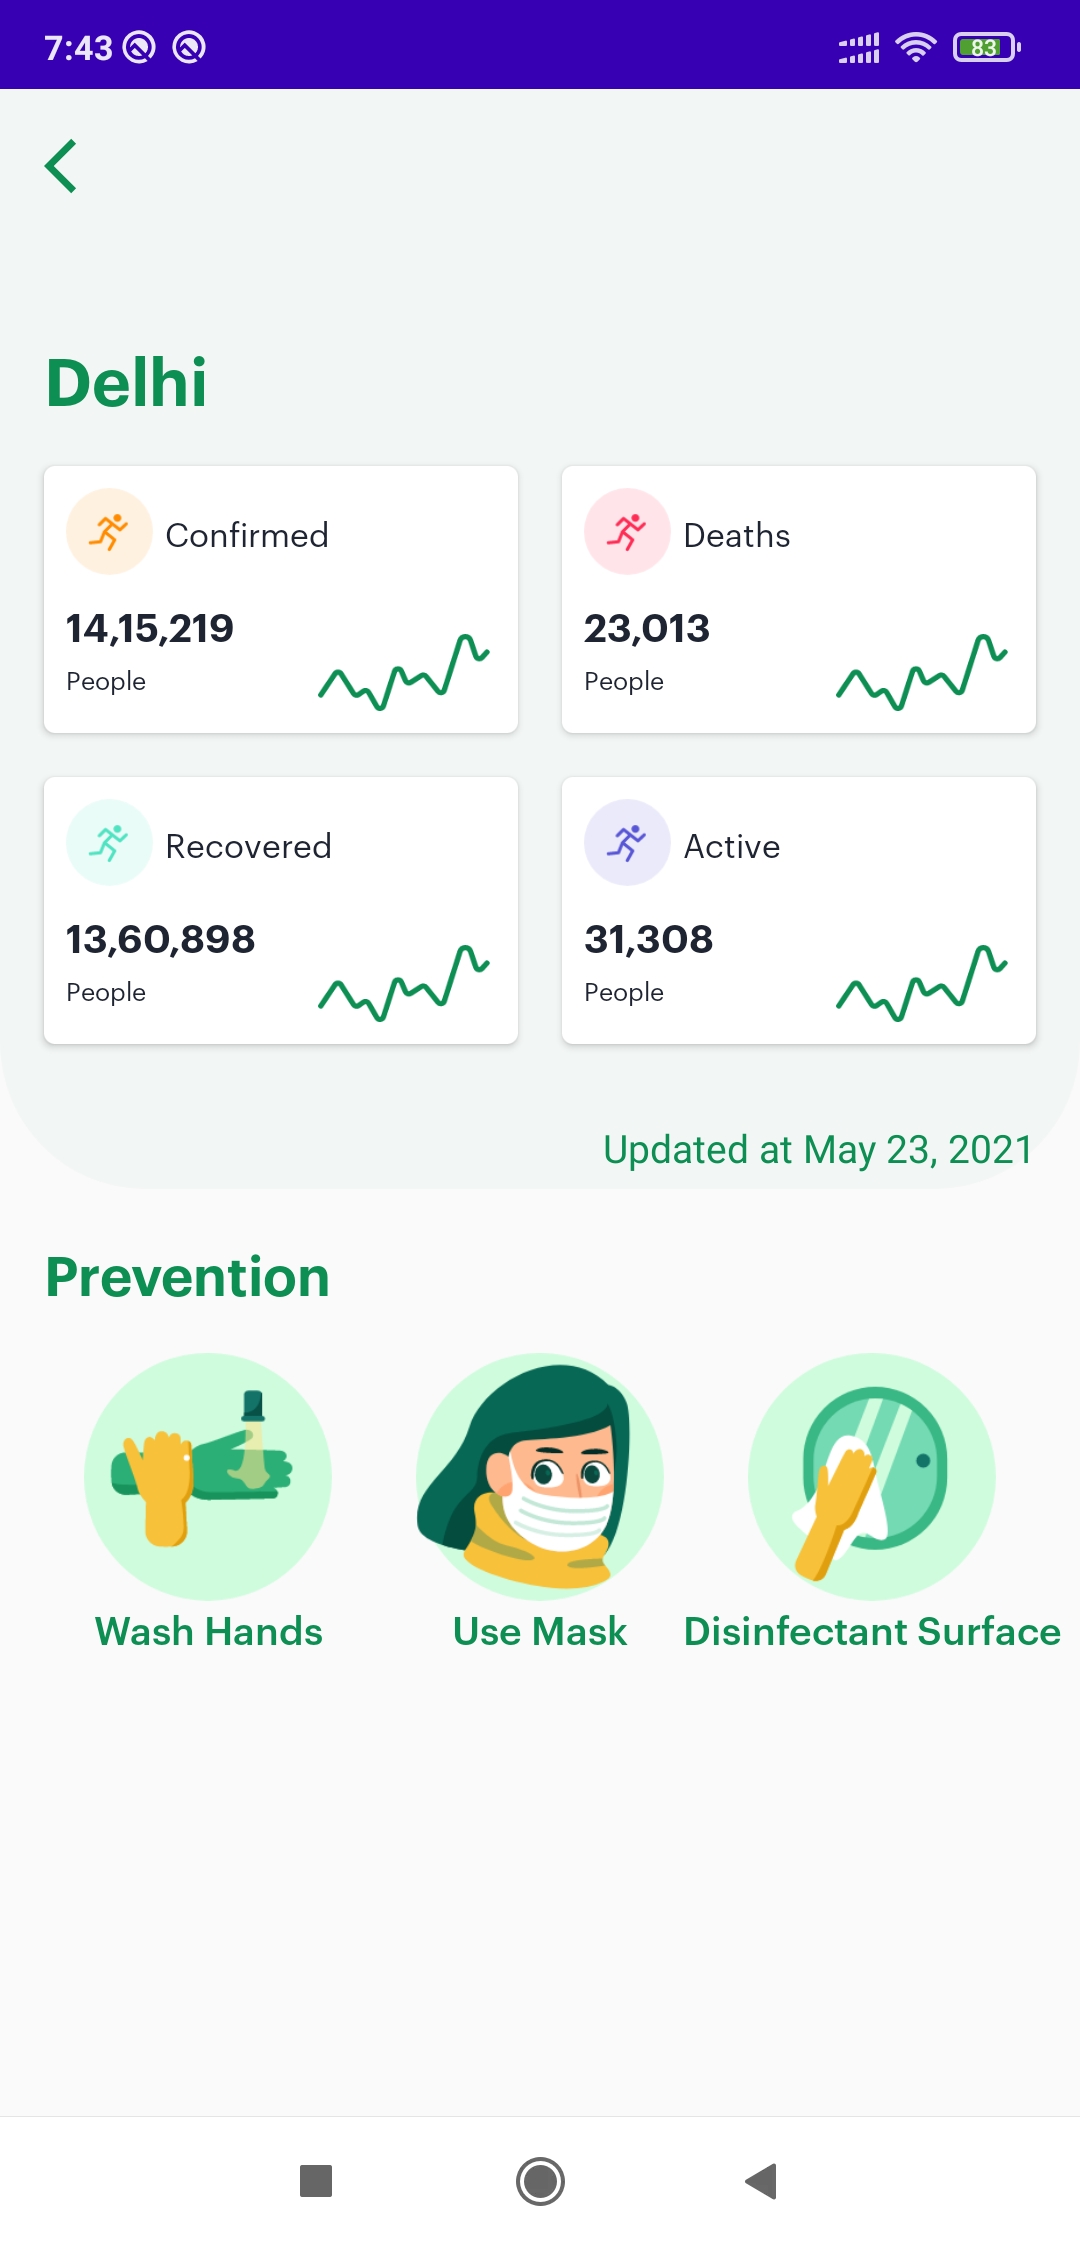 7:43
83
Delhi
Confirmed
14,15,219
People
Deaths
23,013
People
Recovered
13,60,898
People
Active
31,308
People
Updated at May 23, 2021
Prevention
Wash Hands
Use Mask
Disinfectant Surface